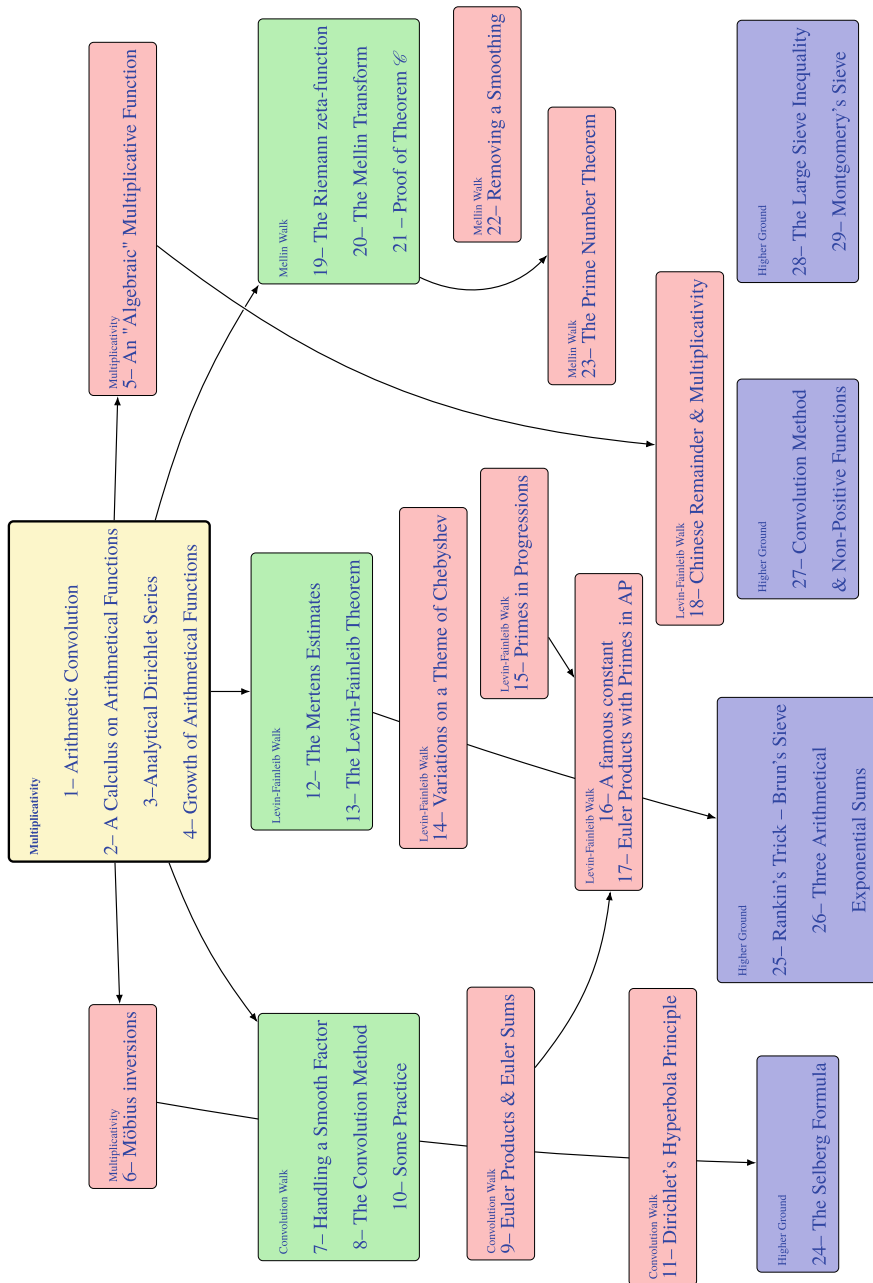 Multiplicativity
1– Arithmetic Convolution
2– A Calculus on Arithmetical Functions
3–Analytical Dirichlet Series
4– Growth of Arithmetical Functions
Multiplicativity
6– Möbius inversions
Multiplicativity
5– An "Algebraic" Multiplicative Function
Convolution Walk
7– Handling a Smooth Factor
8– The Convolution Method
10– Some Practice
Levin-Fainleib Walk
12– The Mertens Estimates
13– The Levin-Fainleib Theorem
Mellin Walk
19– The Riemann zeta-function
20– The Mellin Transform
21 – Proof of Theorem 𝒞
Levin-Fainleib Walk
14– Variations on a Theme of Chebyshev
Mellin Walk
22– Removing a Smoothing
Convolution Walk
9– Euler Products & Euler Sums
Levin-Fainleib Walk
15– Primes in Progressions
Mellin Walk
23– The Prime Number Theorem
Levin-Fainleib Walk
16– A famous constant
17– Euler Products with Primes in AP
Convolution Walk
11– Dirichlet's Hyperbola Principle
Levin-Fainleib Walk
18– Chinese Remainder & Multiplicativity
Higher Ground
24– The Selberg Formula
Higher Ground
25– Rankin's Trick – Brun's Sieve
26– Three Arithmetical
Exponential Sums
Higher Ground
27– Convolution Method
& Non-Positive Functions
Higher Ground
28– The Large Sieve Inequality
29– Montgomery's Sieve